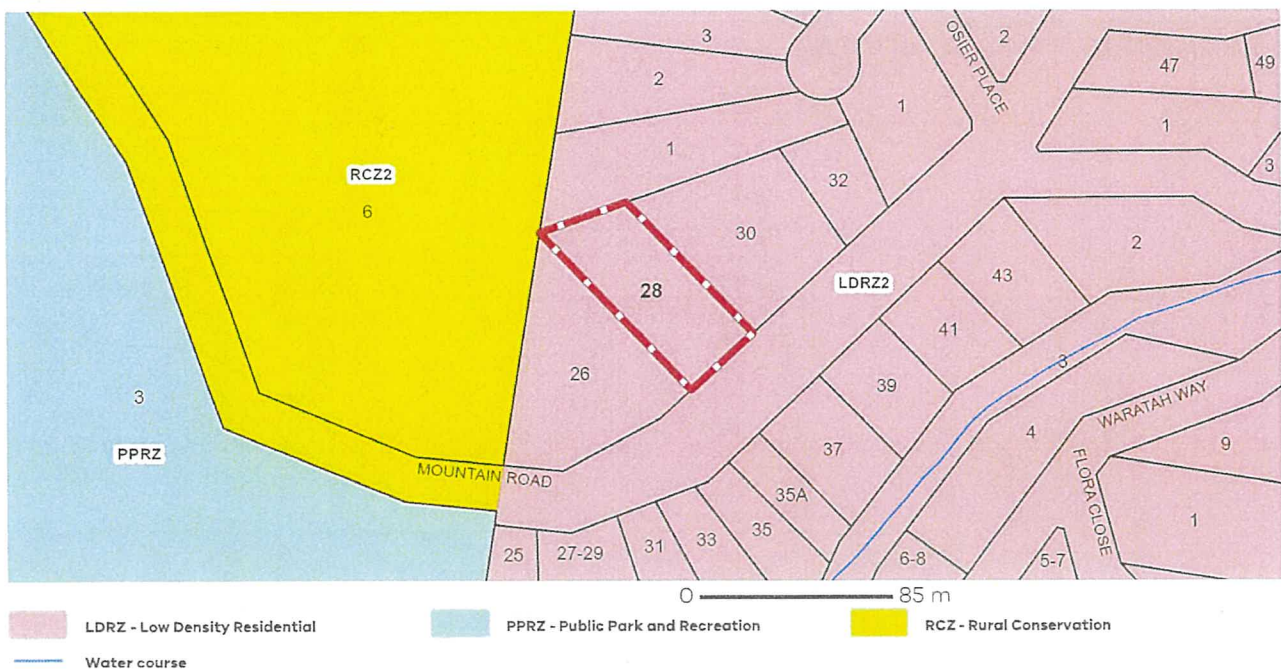 3
OSIER PLACE
2
47
49
2
1
1
1
3
RCZ2
6
32
30
2
28
LDRZ2
43
41
3
26
39
3
WARATAH WAY
PPRZ
37
4
9
MOUNTAIN ROAD
35A
FLORA CLOSE
35
33
31
27-29
25
6-8
5-7
1
0 85 m
LDRZ - Low Density Residential
PPRZ - Public Park and Recreation
RCZ - Rural Conservation
Water course